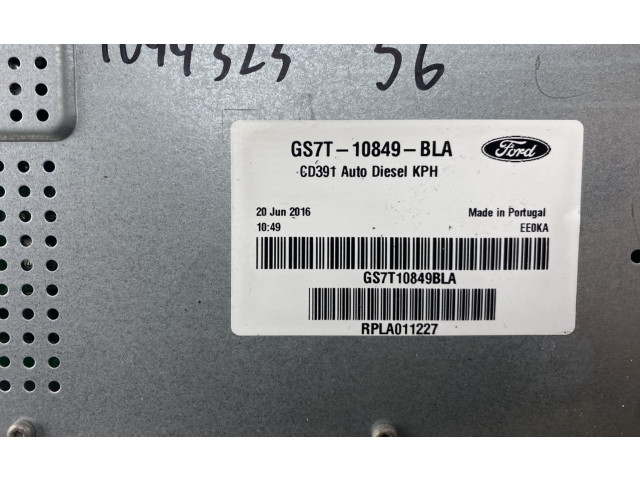 56
GS7T-10849-BLA
Ford
CD391 Auto Diesel KPH
20 Jun 2016
Made in Portugal
10:49
EE0KA
GS7T10849BLA
RPLA011227